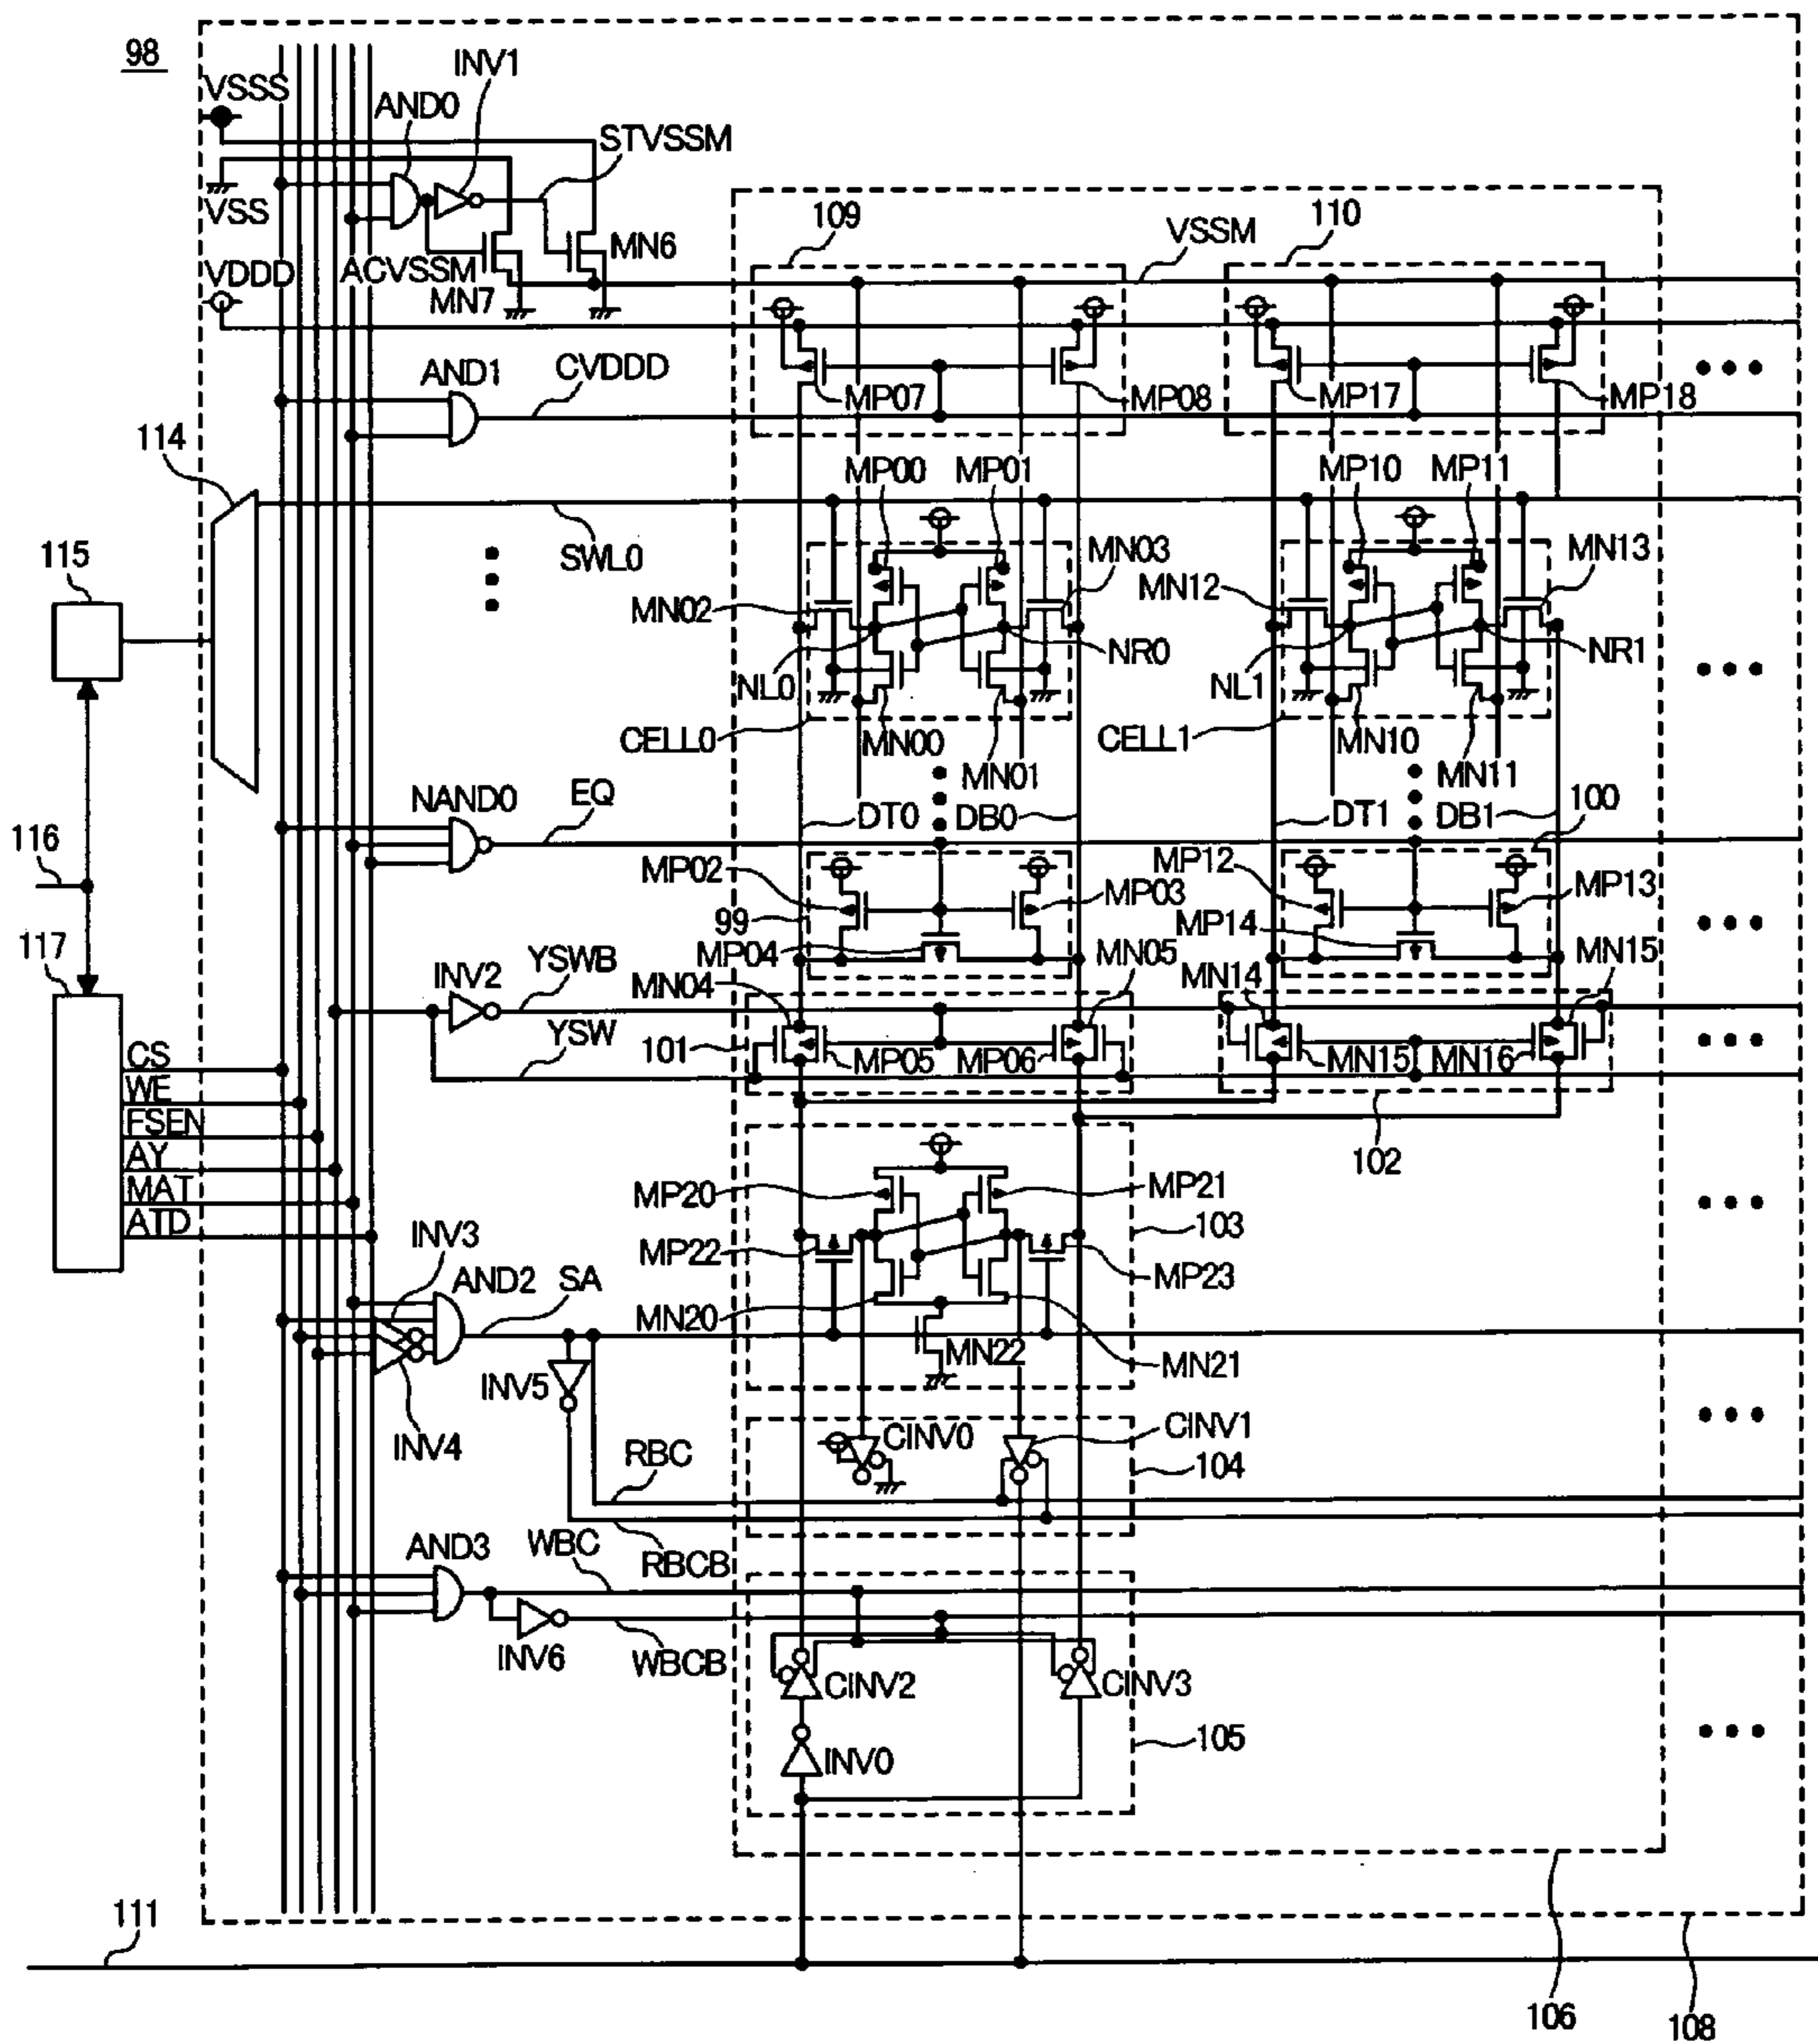 98
VSSS
INV1
AND0
STVSSM
VSS
109
110
VSSM
MN6
VDDD
ACVSSM
MN7
AND1
CVDDD
MP07
MP08
MP17
MP18
114
MP00
MP01
MP10
MP11
115
SWL0
MN03
MN13
MN02
MN12
NR0
NR1
NL0
NL1
CELL0
MN00
CELL1
MN10
MN01
MN11
NAND0
EQ
DT0
DB0
DT1
DB1
100
116
MP02
MP03
MP12
MP13
99
MP04
MP14
117
INV2
YSWB
MN04
MN05
MN14
MN15
YSW
101
MP05
MP06
MN15
MN16
CS
WE
FSEN
AY
MAT
ATD
102
MP20
MP21
103
INV3
MP22
MP23
AND2
SA
MN20
MN22
MN21
INV5
INV4
CINV0
CINV1
RBC
104
AND3
WBC
RBCB
INV6
WBCB
CINV2
CINV3
INV0
105
111
106
108